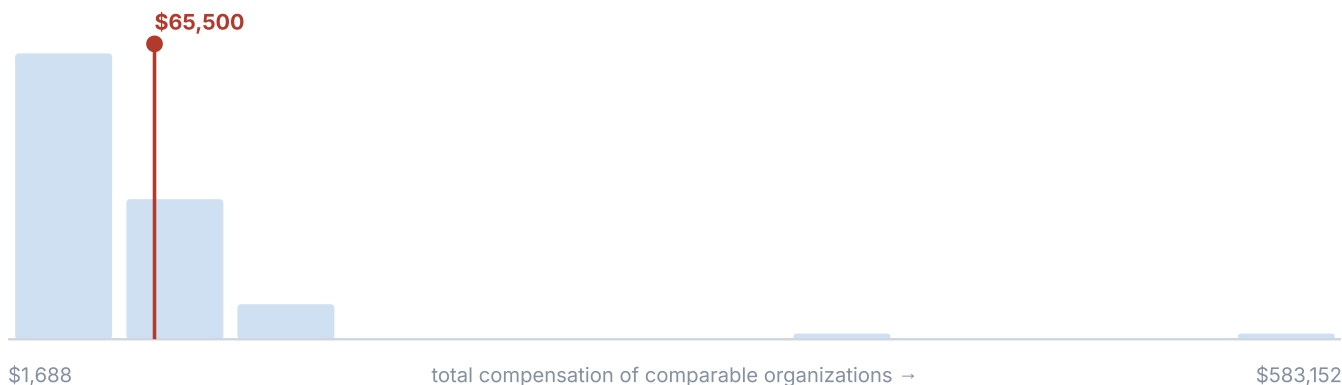 $65,500
$1,688
total compensation of comparable organizations →
$583,152